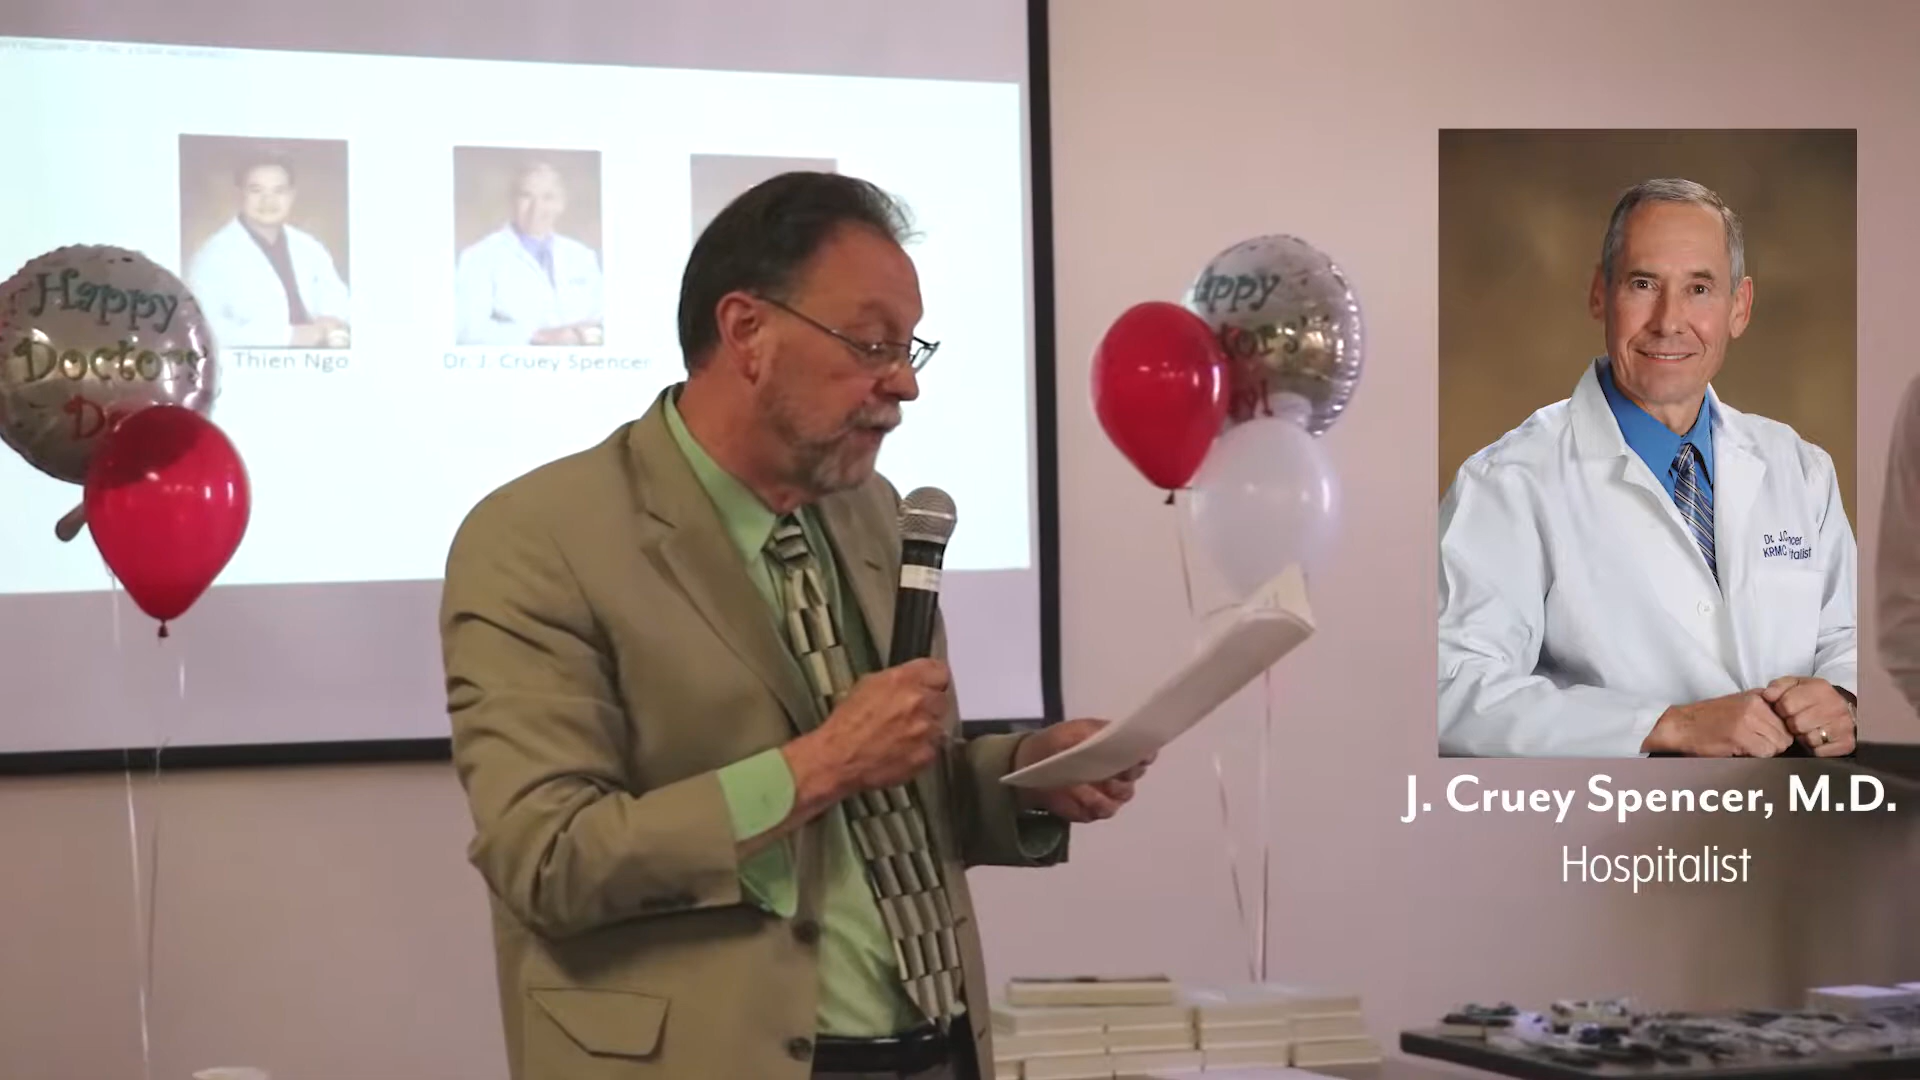 Happy
Doctors
Thien Ngo
Dr. J. Cruey Spencer
KRMC
J. Cruey Spencer, M.D.
Hospitalist